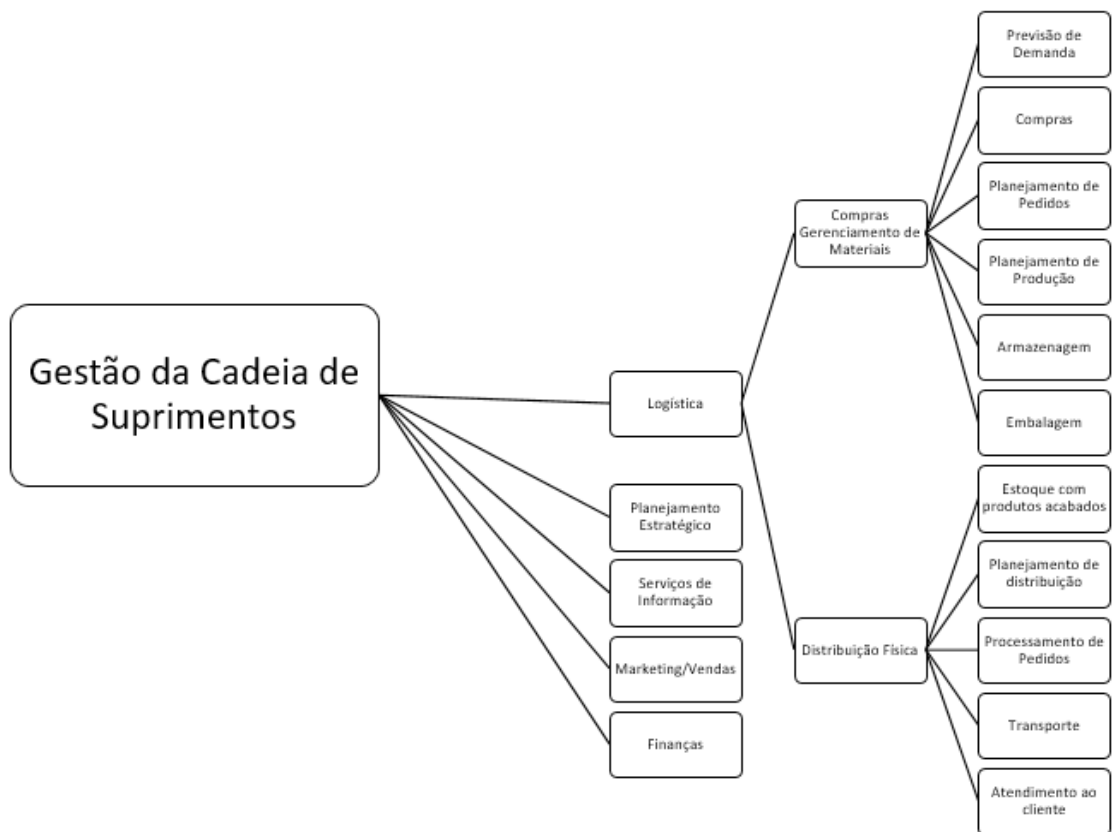 Gestão da Cadeia de
Suprimentos
Logística
Compras
Gerenciamento de
Materiais
Previsão de
Demanda
Compras
Planejamento de
Pedidos
Planejamento de
Produção
Armazenagem
Embalagem
Distribuição Física
Estoque com
produtos acabados
Planejamento de
distribuição
Processamento de
Pedidos
Transporte
Atendimento ao
cliente
Planejamento
Estratégico
Serviços de
Informação
Marketing/Vendas
Finanças